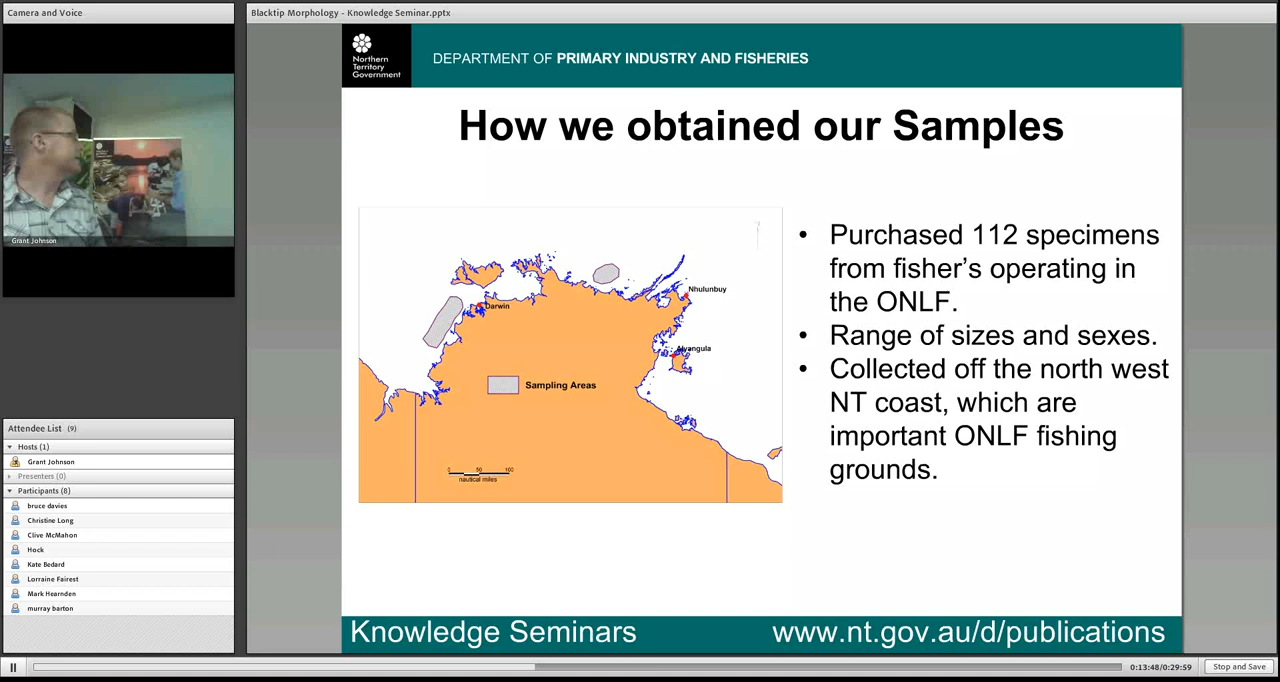 Camera and Voice
Grant Johnson
Attendee List (9)
Hosts (1)
Grant Johnson
Presenters (0)
Participants (8)
bruce davies
Christine Long
Clive McMahon
Hock
Kate Bedard
Lorraine Fairest
Mark Hearnden
murray barton
Blacktip Morphology - Knowledge Seminar.pptx
Northern
Territory
Government
DEPARTMENT OF PRIMARY INDUSTRY AND FISHERIES
How we obtained our Samples
Nhulunbuy
Darwin
Alyangula
Sampling Areas
0 50 100
nautical miles
• Purchased 112 specimens
from fisher's operating in
the ONLF.
• Range of sizes and sexes.
• Collected off the north west
NT coast, which are
important ONLF fishing
grounds.
Knowledge Seminars
www.nt.gov.au/d/publications
0:13:48/0:29:59
Stop and Save